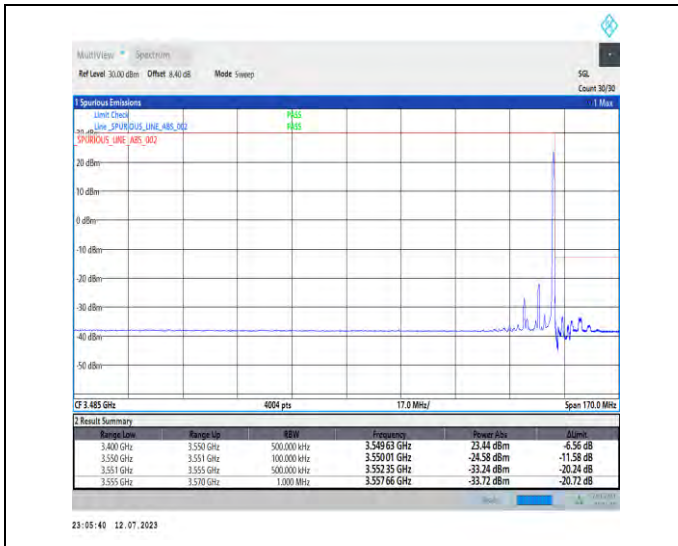 MultiView Spectrum
Ref Level 30.00 dBm Offset 8.40 dB Mode Sweep SGL
Count 30/30
1 Spurious Emissions 1 Max
Limit Check PASS
Line _SPURIOUS_LINE_ABS_002 PASS
_SPURIOUS_LINE_ABS_002
20 dBm
10 dBm
0 dBm
-10 dBm
-20 dBm
-30 dBm
-40 dBm
-50 dBm
CF 3.485 GHz 4004 pts 17.0 MHz/ Span 170.0 MHz
2 Result Summary
Range Low Range Up RBW Frequency Power Abs ΔLimit
3.400 GHz 3.550 GHz 500.000 kHz 3.549 63 GHz 23.44 dBm -6.56 dB
3.550 GHz 3.551 GHz 100.000 kHz 3.550 01 GHz -24.58 dBm -11.58 dB
3.551 GHz 3.555 GHz 500.000 kHz 3.552 35 GHz -33.24 dBm -20.24 dB
3.555 GHz 3.570 GHz 1.000 MHz 3.557 66 GHz -33.72 dBm -20.72 dB
23:05:40 12.07.2023